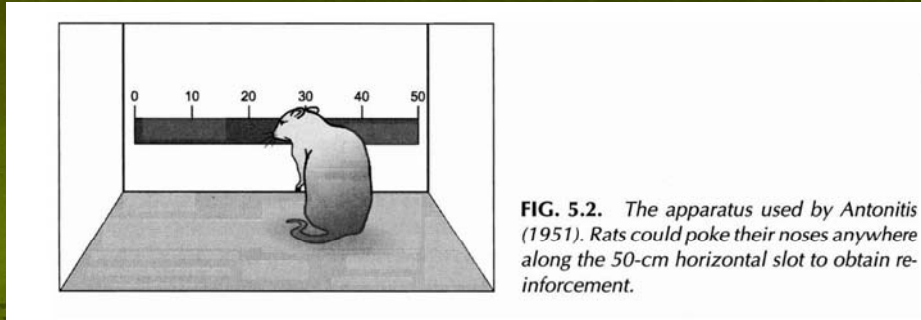 0 10 20 30 40 50
FIG. 5.2. The apparatus used by Antonitis
(1951). Rats could poke their noses anywhere
along the 50-cm horizontal slot to obtain re-
inforcement.